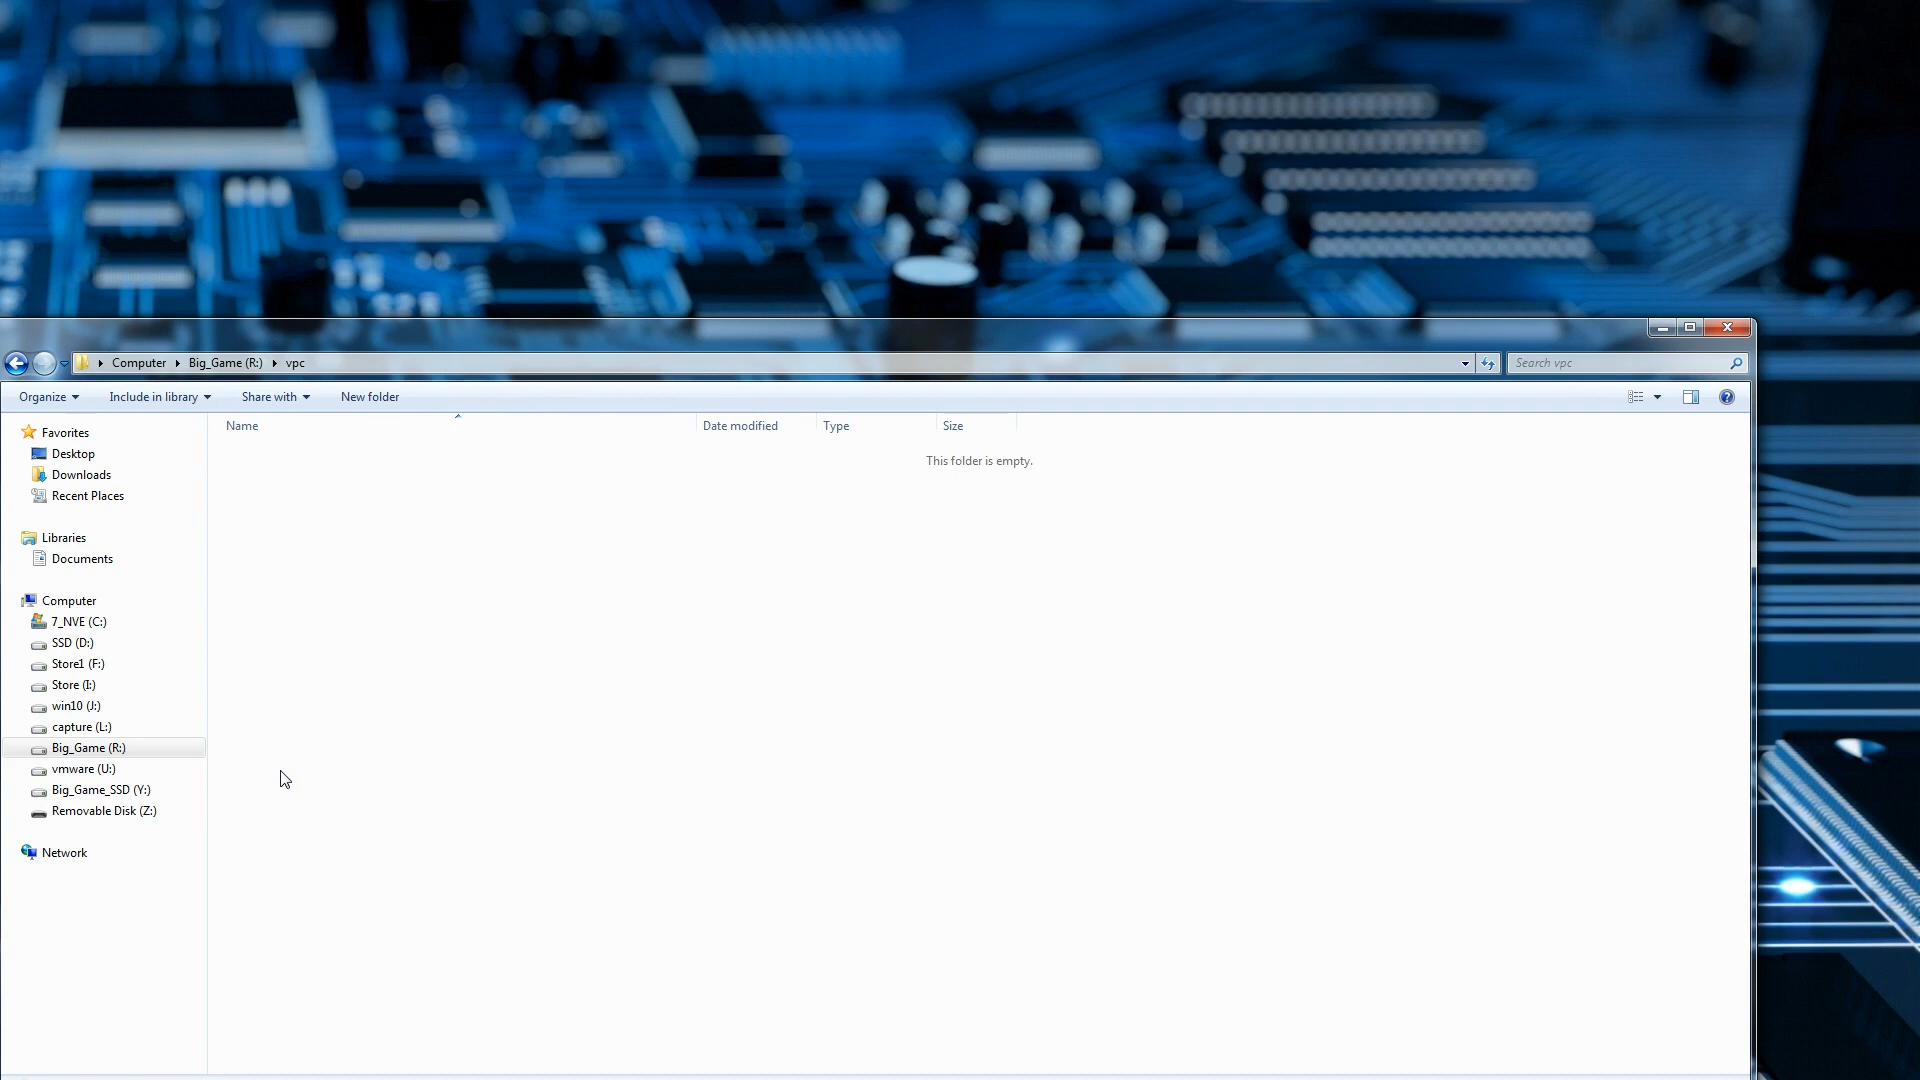 Computer Big_Game (R:) vpc
Search vpc
Organize Include in library Share with New folder
Name Date modified Type Size
This folder is empty.
Favorites
Desktop
Downloads
Recent Places
Libraries
Documents
Computer
7_NVE (C:)
SSD (D:)
Store1 (F:)
Store (I:)
win10 (J:)
capture (L:)
Big_Game (R:)
vmware (U:)
Big_Game_SSD (Y:)
Removable Disk (Z:)
Network